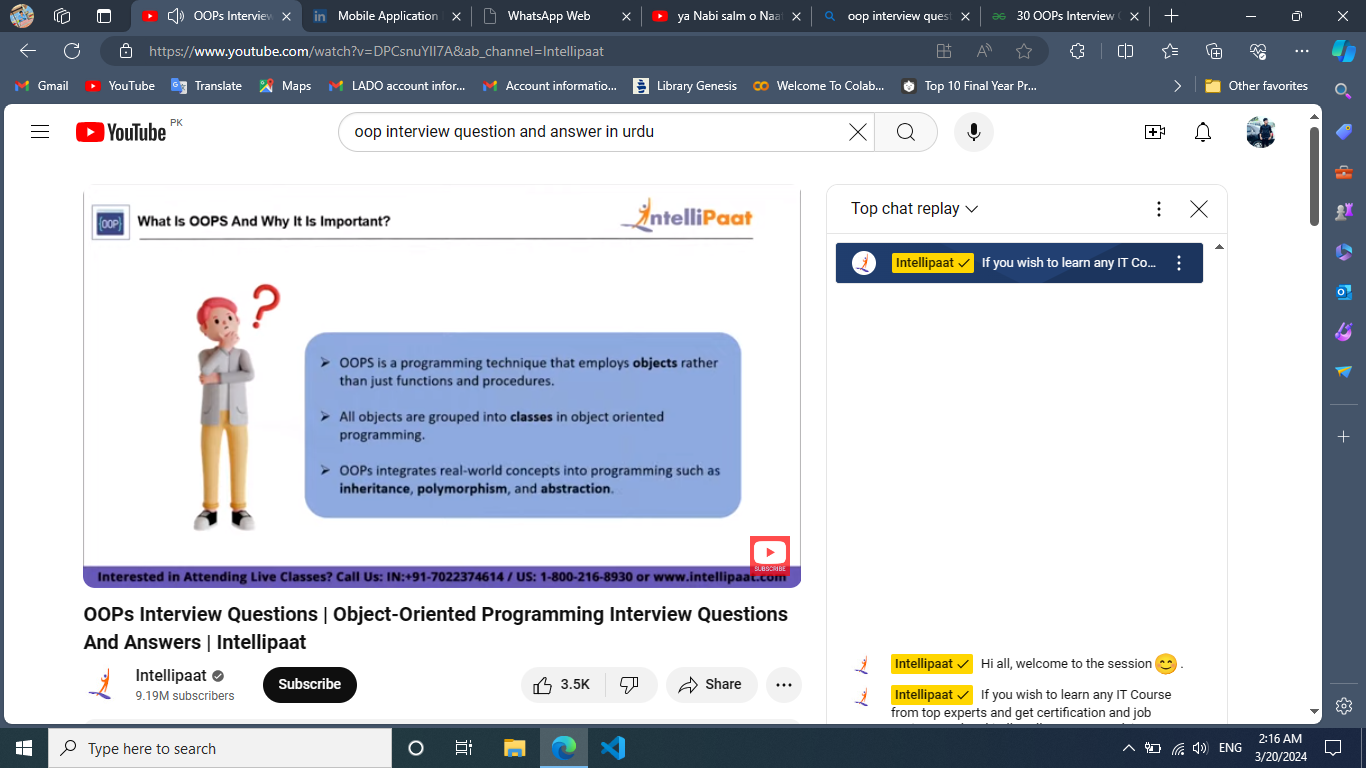 OOPs Interview
Mobile Application
WhatsApp Web
ya Nabi salm o Naa
oop interview quest
30 OOPs Interview
https://www.youtube.com/watch?v=DPCsnuYIl7A&ab_channel=Intellipaat
Gmail
YouTube
Translate
Maps
LADO account infor...
Account informatio...
Library Genesis
Welcome To Colab...
Top 10 Final Year Pr...
Other favorites
YouTube PK
oop interview question and answer in urdu
{OOP}
What Is OOPS And Why It Is Important?
IntelliPaat
OOPS is a programming technique that employs objects rather
than just functions and procedures.
All objects are grouped into classes in object oriented
programming.
OOPs integrates real-world concepts into programming such as
inheritance, polymorphism, and abstraction.
SUBSCRIBE
Interested in Attending Live Classes? Call Us: IN:+91-7022374614 / US: 1-800-216-8930 or www.intellipaat.com
Top chat replay
Intellipaat If you wish to learn any IT Co...
Intellipaat Hi all, welcome to the session 😊 .
Intellipaat If you wish to learn any IT Course
from top experts and get certification and job
OOPs Interview Questions | Object-Oriented Programming Interview Questions
And Answers | Intellipaat
Intellipaat
9.19M subscribers
Subscribe
3.5K
Share
Type here to search
ENG
2:16 AM
3/20/2024